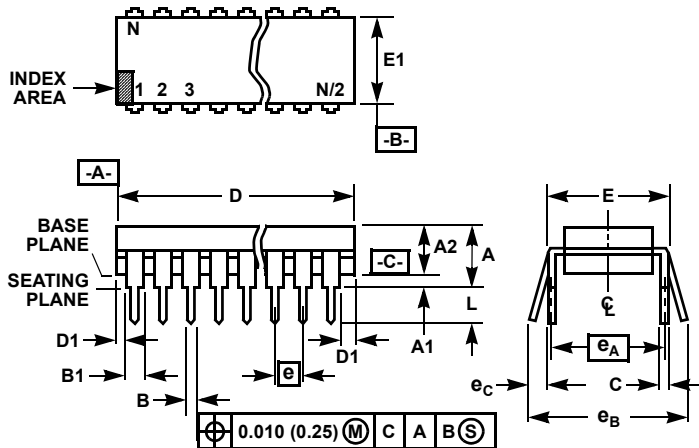 N
E1
INDEX
AREA
1 2 3 N/2
-B-
-A-
D
E
BASE
PLANE
A2
A
-C-
SEATING
PLANE
L
CL
D1
A1
D1
eA
B1
e
eC
C
B
eB
0.010 (0.25) M C A B S